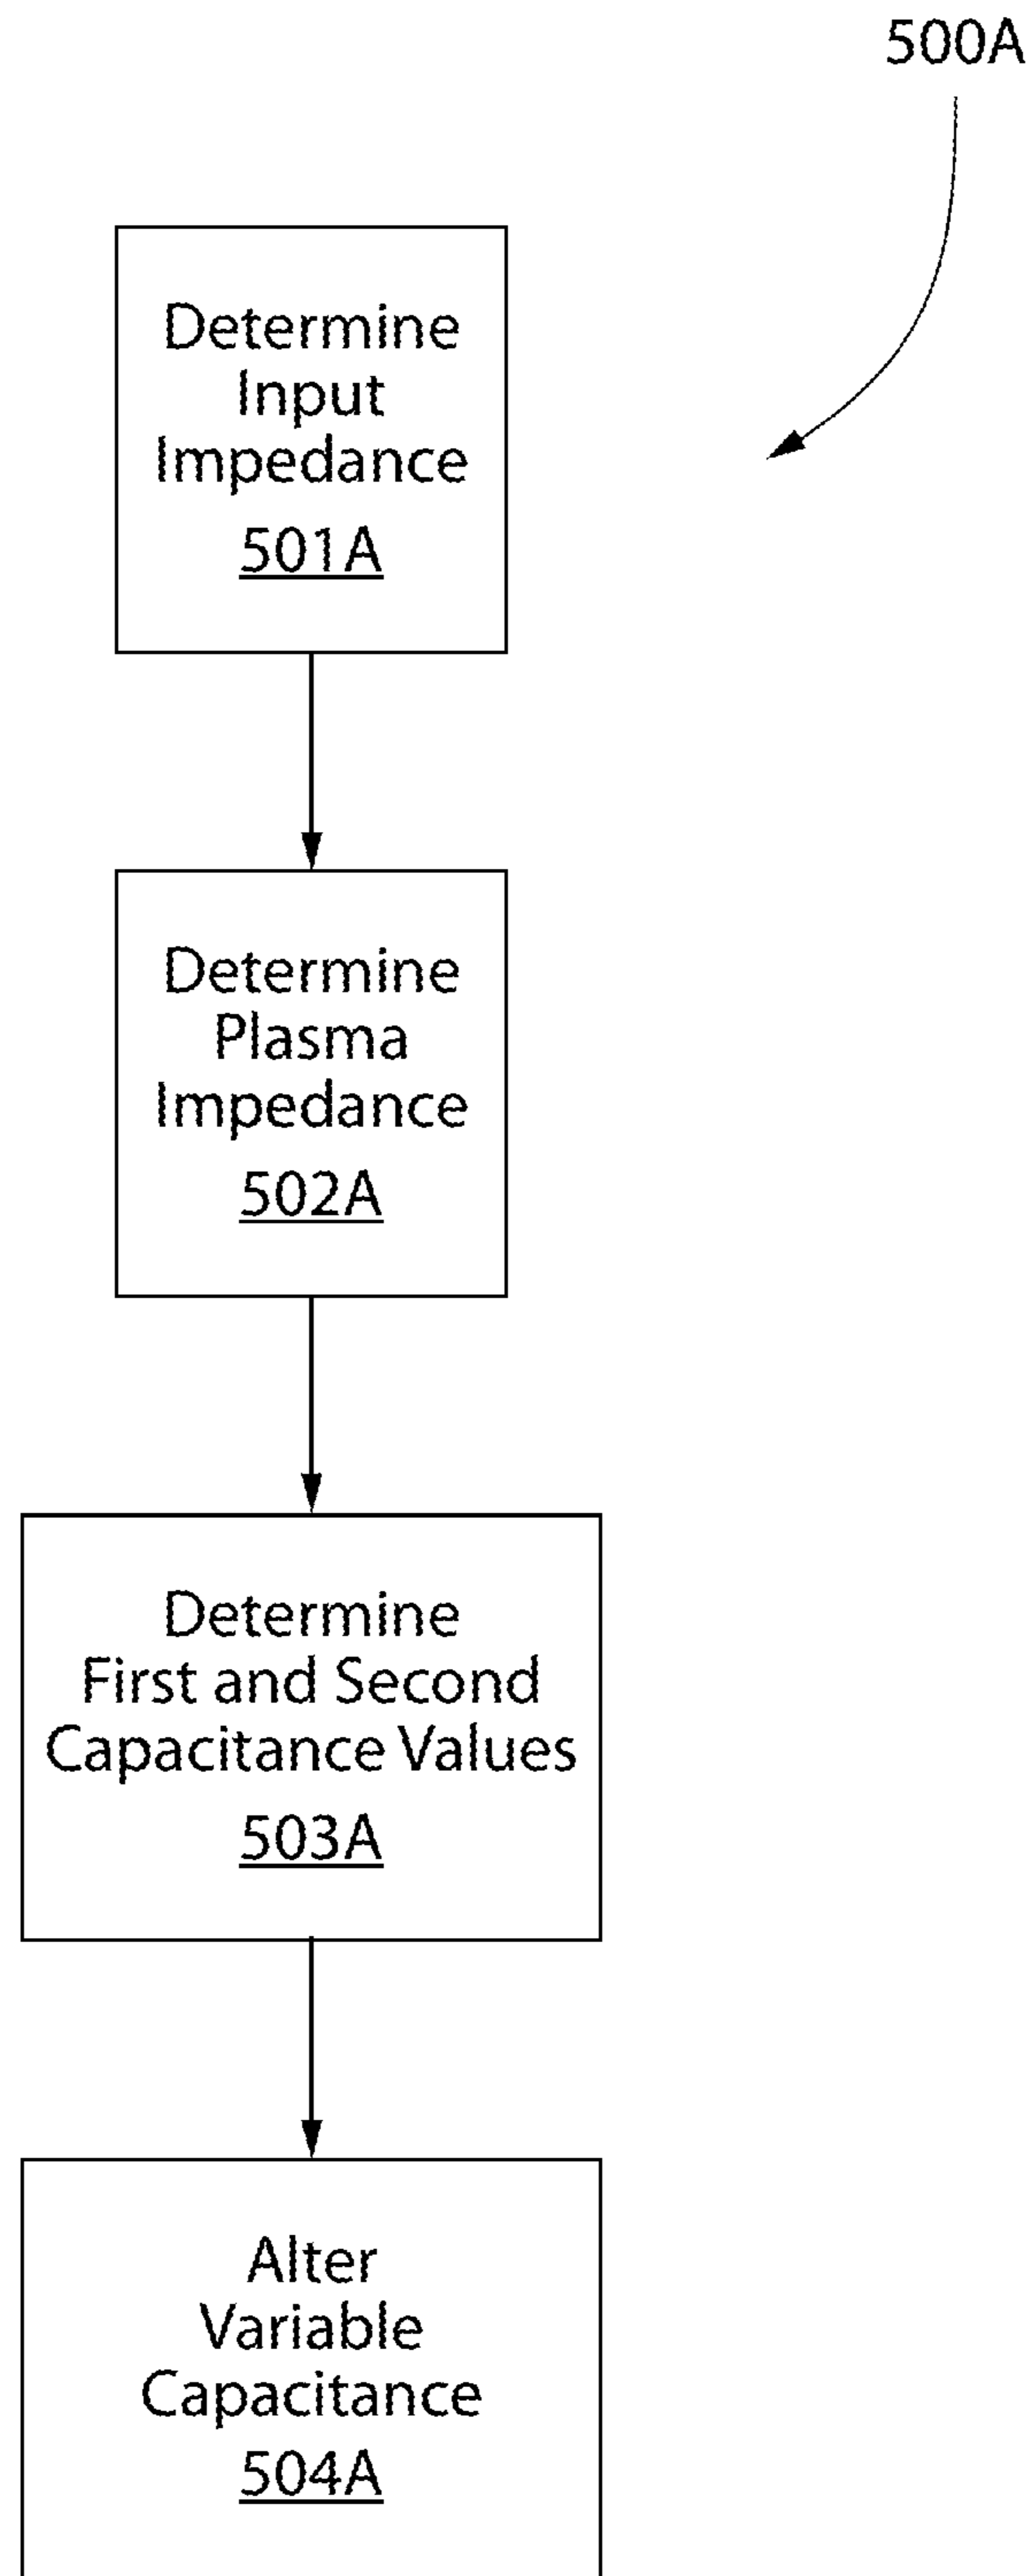 500A
Determine
Input
Impedance
501A
Determine
Plasma
Impedance
502A
Determine
First and Second
Capacitance Values
503A
Alter
Variable
Capacitance
504A